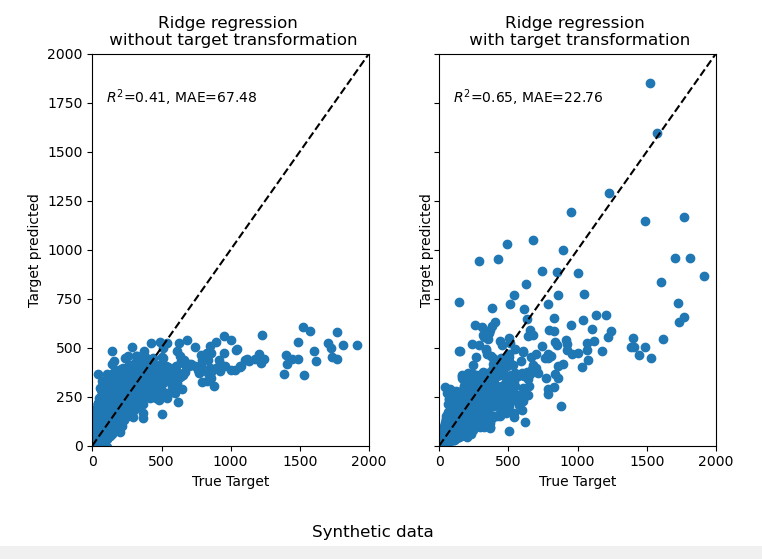 Ridge regression
without target transformation
R²=0.41, MAE=67.48
Target predicted
2000
1750
1500
1250
1000
750
500
250
0
0 500 1000 1500 2000
True Target
Ridge regression
with target transformation
R²=0.65, MAE=22.76
Target predicted
0 500 1000 1500 2000
True Target
Synthetic data